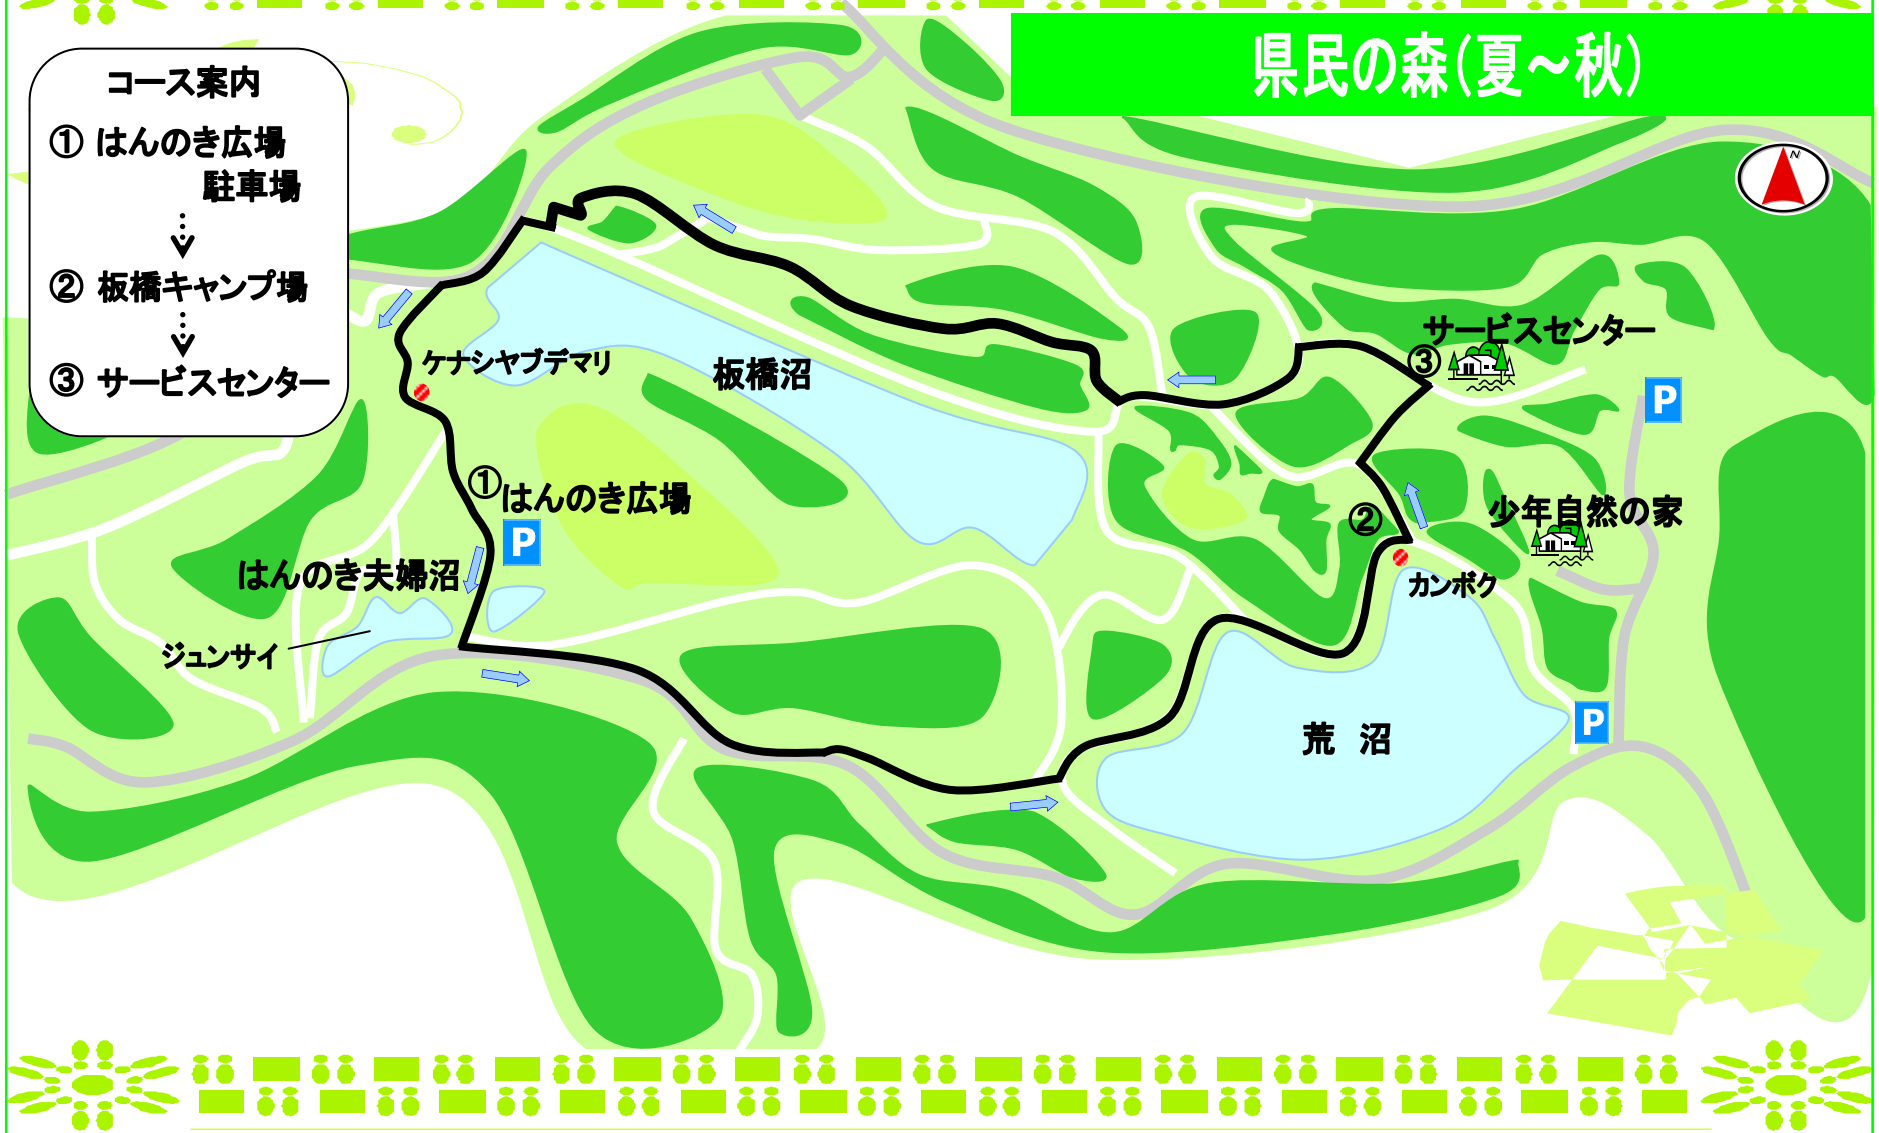 県民の森(夏～秋)
コース案内
① はんのき広場
駐車場
② 板橋キャンプ場
③ サービスセンター
N
サービスセンター
③
P
ケナシヤブデマリ
板橋沼
①
はんのき広場
P
②
少年自然の家
はんのき夫婦沼
カンボク
ジュンサイ
荒 沼
P